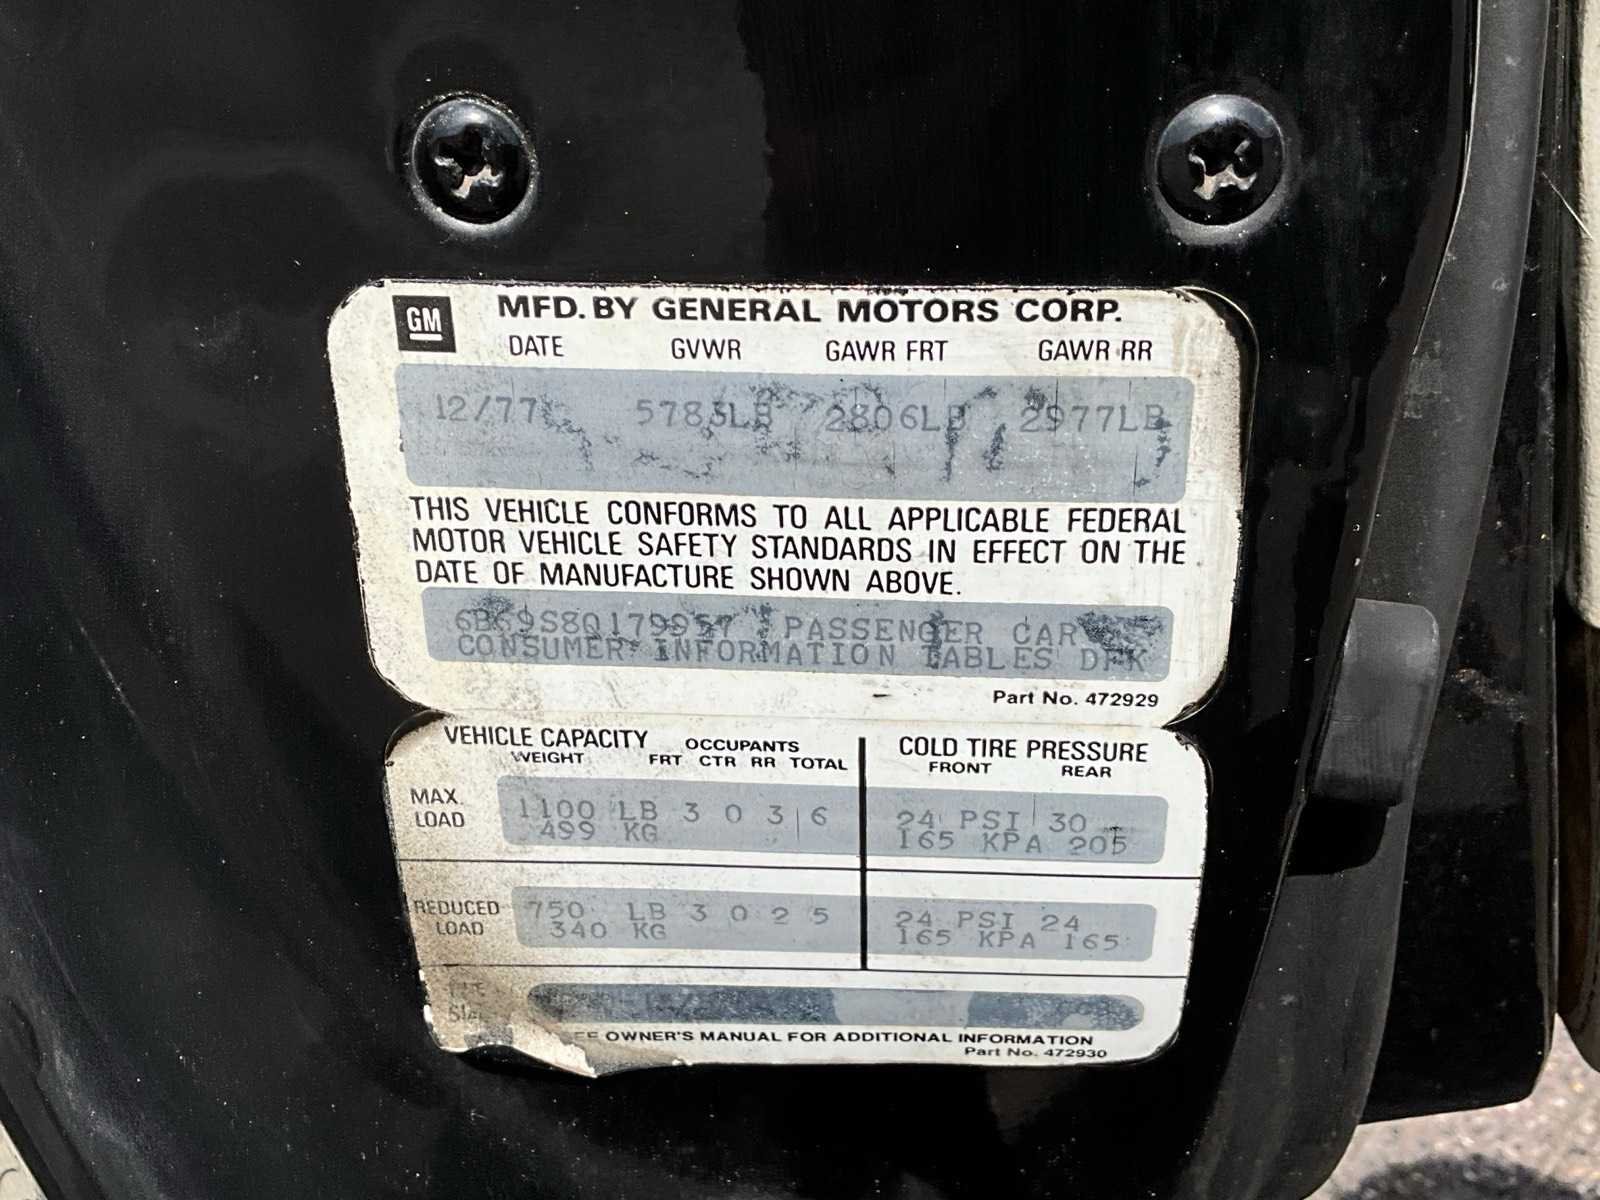 GM
MFD. BY GENERAL MOTORS CORP.
DATE GVWR GAWR FRT GAWR RR
12/77 5783LB 2806LB 2977LB
THIS VEHICLE CONFORMS TO ALL APPLICABLE FEDERAL
MOTOR VEHICLE SAFETY STANDARDS IN EFFECT ON THE
DATE OF MANUFACTURE SHOWN ABOVE.
6B69S8Q179957 PASSENGER CAR
CONSUMER INFORMATION TABLES DFK
Part No. 472929
VEHICLE CAPACITY OCCUPANTS COLD TIRE PRESSURE
WEIGHT FRT CTR RR TOTAL FRONT REAR
MAX. LOAD 1100 LB 3 0 3 6 24 PSI 30
499 KG 165 KPA 205
REDUCED LOAD 750 LB 3 0 2 5 24 PSI 24
340 KG 165 KPA 165
OWNER'S MANUAL FOR ADDITIONAL INFORMATION
Part No. 472930